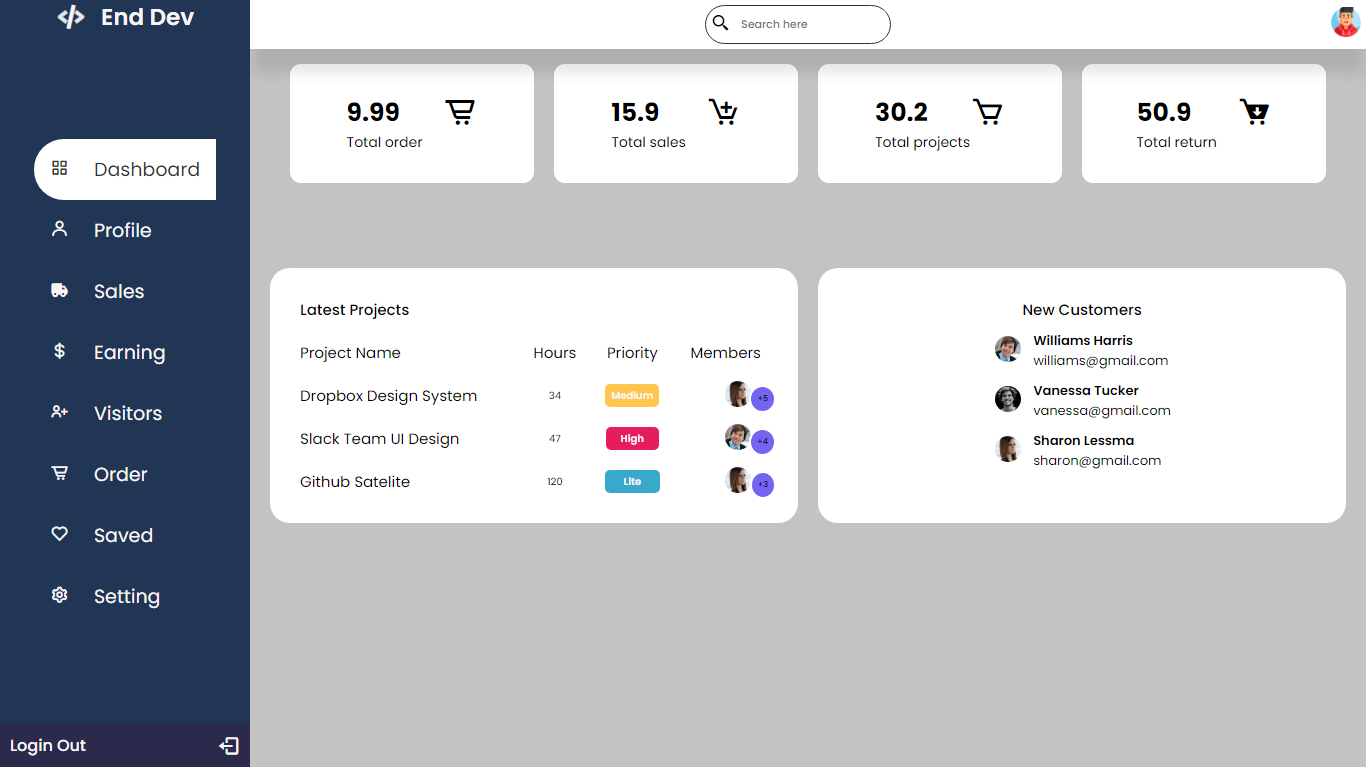 End Dev
Search here
Dashboard
Profile
Sales
Earning
Visitors
Order
Saved
Setting
Login Out
9.99
Total order
15.9
Total sales
30.2
Total projects
50.9
Total return
Latest Projects
Project Name Hours Priority Members
Dropbox Design System 34 Medium +5
Slack Team UI Design 47 High +4
Github Satelite 120 Lite +3
New Customers
Williams Harris
williams@gmail.com
Vanessa Tucker
vanessa@gmail.com
Sharon Lessma
sharon@gmail.com